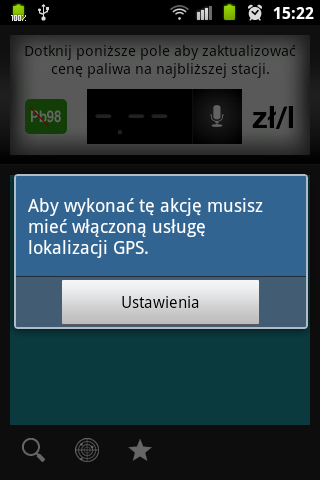 100%
15:22
Dotknij poniższe pole aby zaktualizować
cenę paliwa na najbliższej stacji.
Pb98
-.--
zł/l
Aby wykonać tę akcję musisz
mieć włączoną usługę
lokalizacji GPS.
Ustawienia